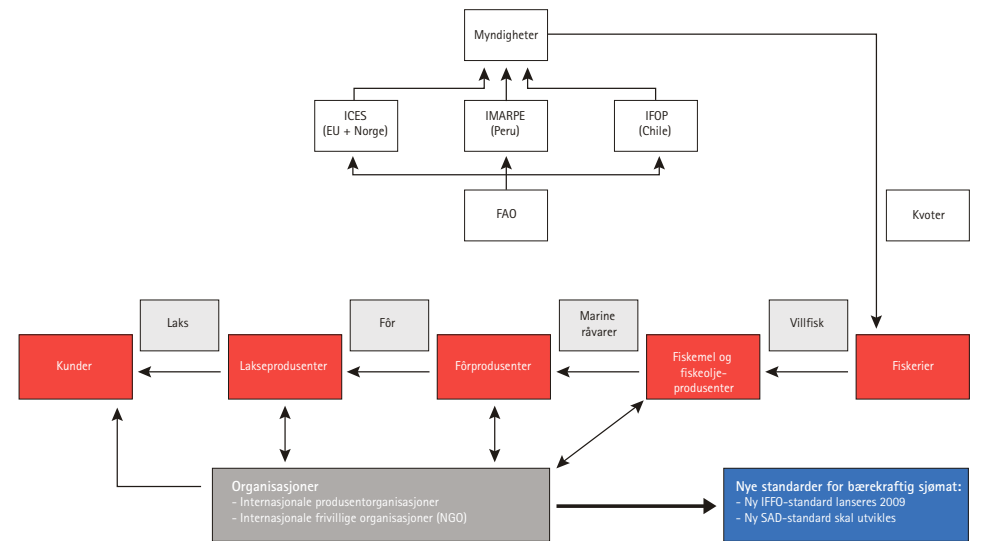 Myndigheter
ICES
(EU + Norge)
IMARPE
(Peru)
IFOP
(Chile)
FAO
Kvoter
Laks
Fôr
Marine
råvarer
Villfisk
Kunder
Lakseprodusenter
Fôrprodusenter
Fiskemel og
fiskeolje-
produsenter
Fiskerier
Organisasjoner
- Internasjonale produsentorganisasjoner
- Internasjonale frivillige organisasjoner (NGO)
Nye standarder for bærekraftig sjømat:
- Ny IFFO-standard lanseres 2009
- Ny SAD-standard skal utvikles